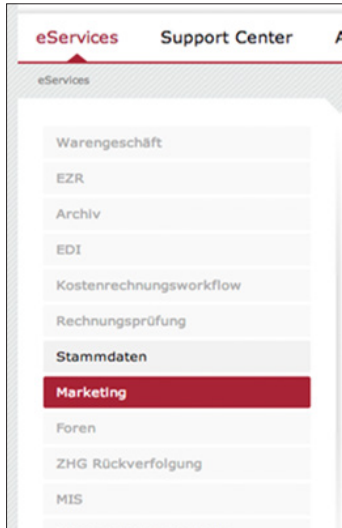 eServices Support Center A
eServices
Warengeschäft
EZR
Archiv
EDI
Kostenrechnungsworkflow
Rechnungsprüfung
Stammdaten
Marketing
Foren
ZHG Rückverfolgung
MIS